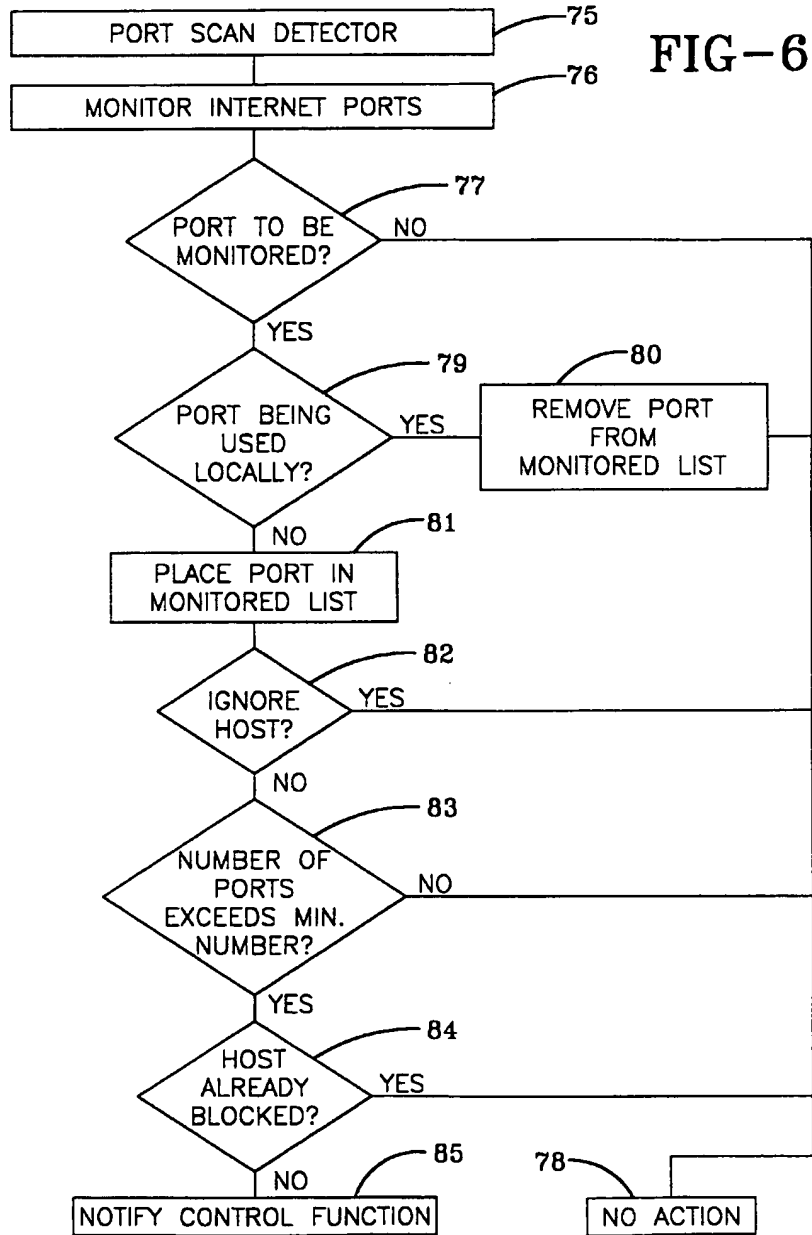 PORT SCAN DETECTOR
75
FIG-6
MONITOR INTERNET PORTS
76
77
PORT TO BE
MONITORED?
NO
YES
79
PORT BEING
USED
LOCALLY?
YES
80
REMOVE PORT
FROM
MONITORED LIST
NO
81
PLACE PORT IN
MONITORED LIST
82
IGNORE
HOST?
YES
NO
83
NUMBER OF
PORTS
EXCEEDS MIN.
NUMBER?
NO
YES
84
HOST
ALREADY
BLOCKED?
YES
NO
85
NOTIFY CONTROL FUNCTION
78
NO ACTION